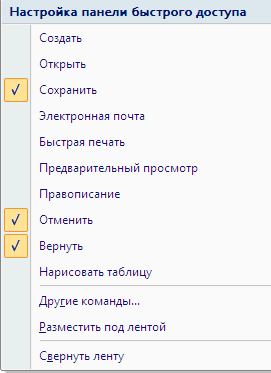 Настройка панели быстрого доступа
Создать
Открыть
Сохранить
Электронная почта
Быстрая печать
Предварительный просмотр
Правописание
Отменить
Вернуть
Нарисовать таблицу
Другие команды...
Разместить под лентой
Свернуть ленту